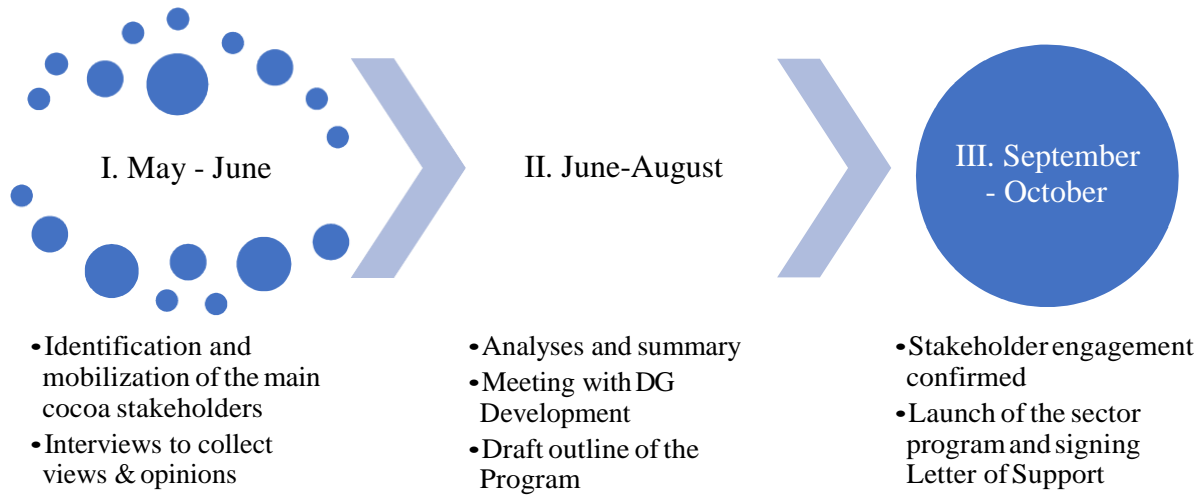 I. May - June
•Identification and
mobilization of the main
cocoa stakeholders
•Interviews to collect
views & opinions
II. June-August
•Analyses and summary
•Meeting with DG
Development
•Draft outline of the
Program
III. September
- October
•Stakeholder engagement
confirmed
•Launch of the sector
program and signing
Letter of Support